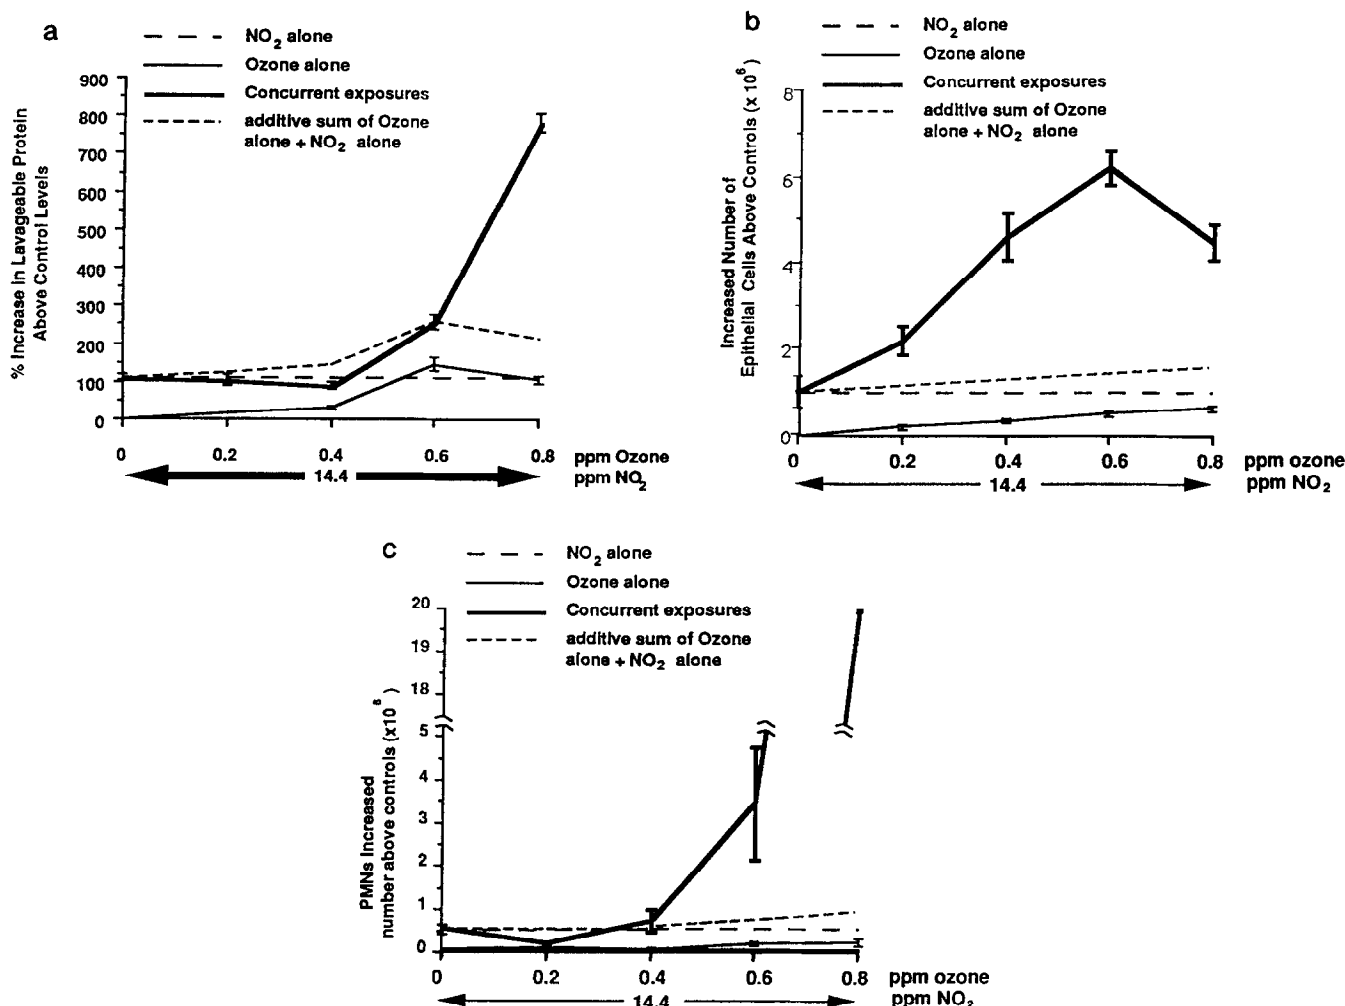 a
NO2 alone
Ozone alone
Concurrent exposures
additive sum of Ozone
alone + NO2 alone
% Increase In Lavageable Protein
Above Control Levels
900
800
700
600
500
400
300
200
100
0
0 0.2 0.4 0.6 0.8 ppm Ozone
14.4 ppm NO2
b
NO2 alone
Ozone alone
Concurrent exposures
additive sum of Ozone
alone + NO2 alone
Increased Number of
Epithelial Cells Above Controls (x 10^6)
8
6
4
2
0
0 0.2 0.4 0.6 0.8 ppm ozone
14.4 ppm NO2
c
NO2 alone
Ozone alone
Concurrent exposures
additive sum of Ozone
alone + NO2 alone
PMNs Increased
number above controls (x10^6)
20
19
18
5
4
3
2
1
0
0 0.2 0.4 0.6 0.8 ppm ozone
14.4 ppm NO2